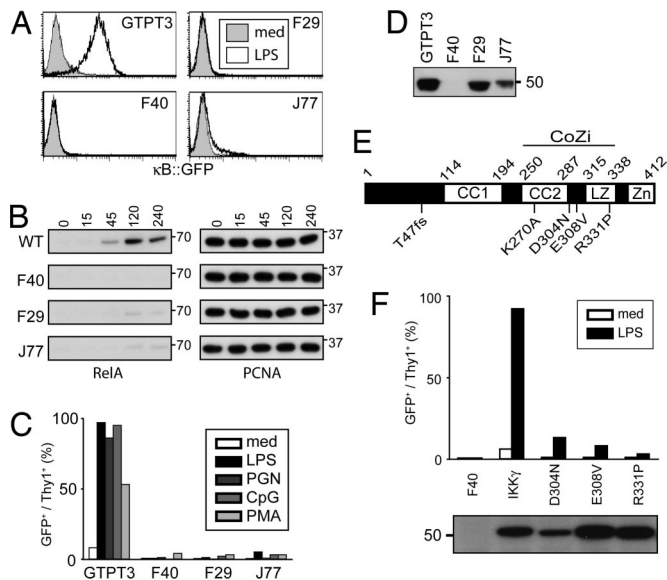 A
GTPT3
F29
med
LPS
F40
J77
κB::GFP
B
0 15 45 120 240
0 15 45 120 240
WT
70
37
F40
70
37
F29
70
37
J77
70
37
RelA
PCNA
C
GFP+ / Thy1+ (%)
100
50
0
med
LPS
PGN
CpG
PMA
GTPT3 F40 F29 J77
D
GTPT3
F40
F29
J77
50
E
CoZi
1 114 194 250 287 315 338 412
CC1 CC2 LZ Zn
T47fs
K270A
D304N
E308V
R331P
F
GFP+ / Thy1+ (%)
100
50
0
med
LPS
F40
IKKγ
D304N
E308V
R331P
50